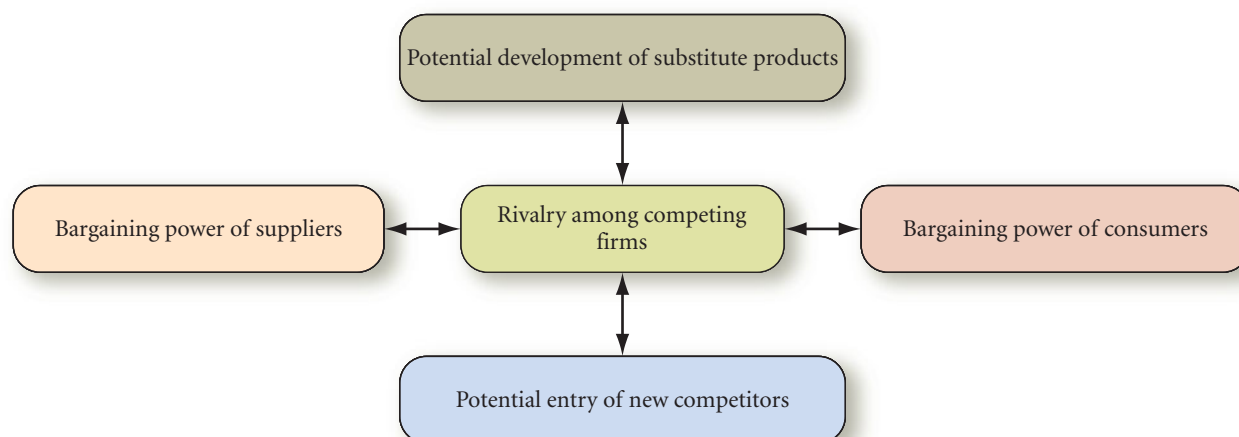 Potential development of substitute products
Bargaining power of suppliers
Rivalry among competing
firms
Bargaining power of consumers
Potential entry of new competitors